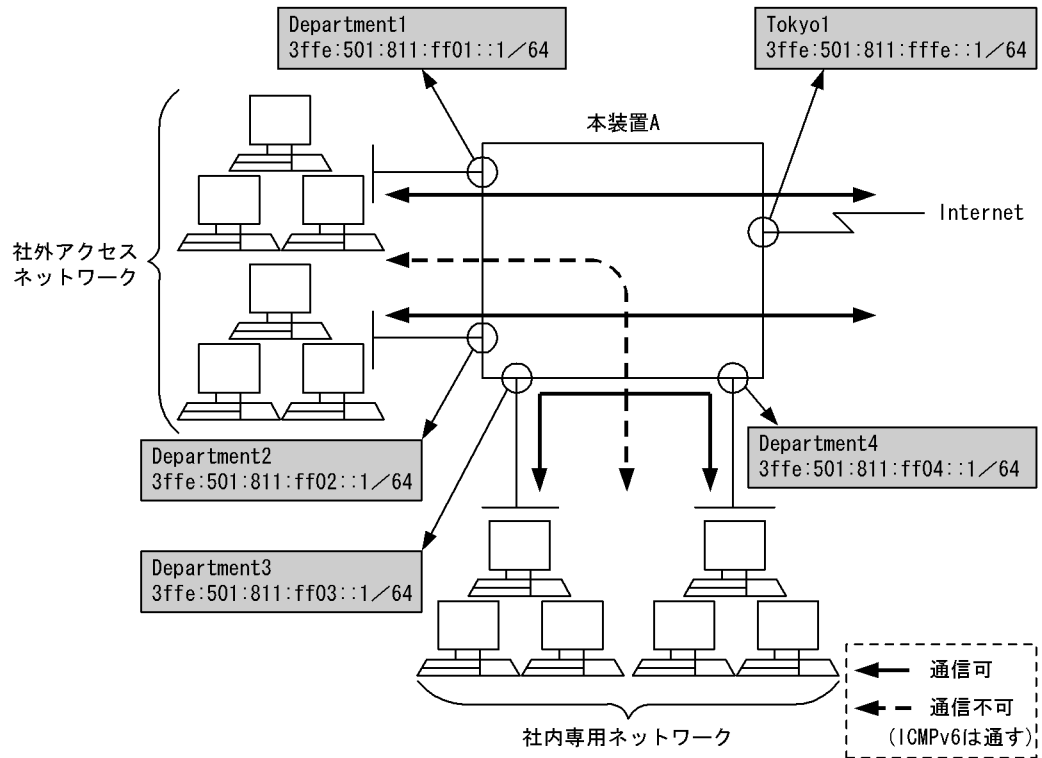 Department1
3ffe:501:811:ff01::1／64
Tokyo1
3ffe:501:811:fffe::1／64
本装置A
Internet
社外アクセス
ネットワーク
Department2
3ffe:501:811:ff02::1／64
Department4
3ffe:501:811:ff04::1／64
Department3
3ffe:501:811:ff03::1／64
通信可
通信不可
(ICMPv6は通す)
社内専用ネットワーク